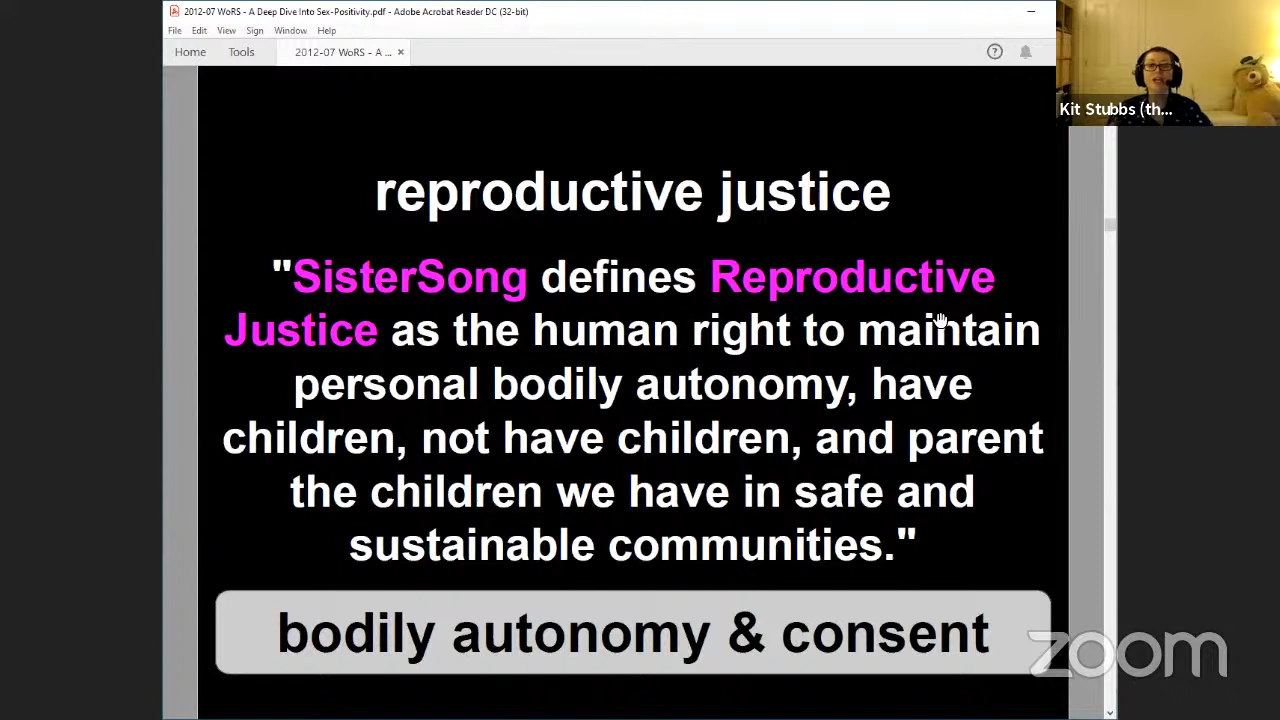 2012-07 WoRS - A Deep Dive Into Sex-Positivity.pdf - Adobe Acrobat Reader DC (32-bit)
File Edit View Sign Window Help
Home Tools 2012-07 WoRS - A ... ×
Kit Stubbs (th...
reproductive justice
"SisterSong defines Reproductive
Justice as the human right to maintain
personal bodily autonomy, have
children, not have children, and parent
the children we have in safe and
sustainable communities."
bodily autonomy & consent
zoom